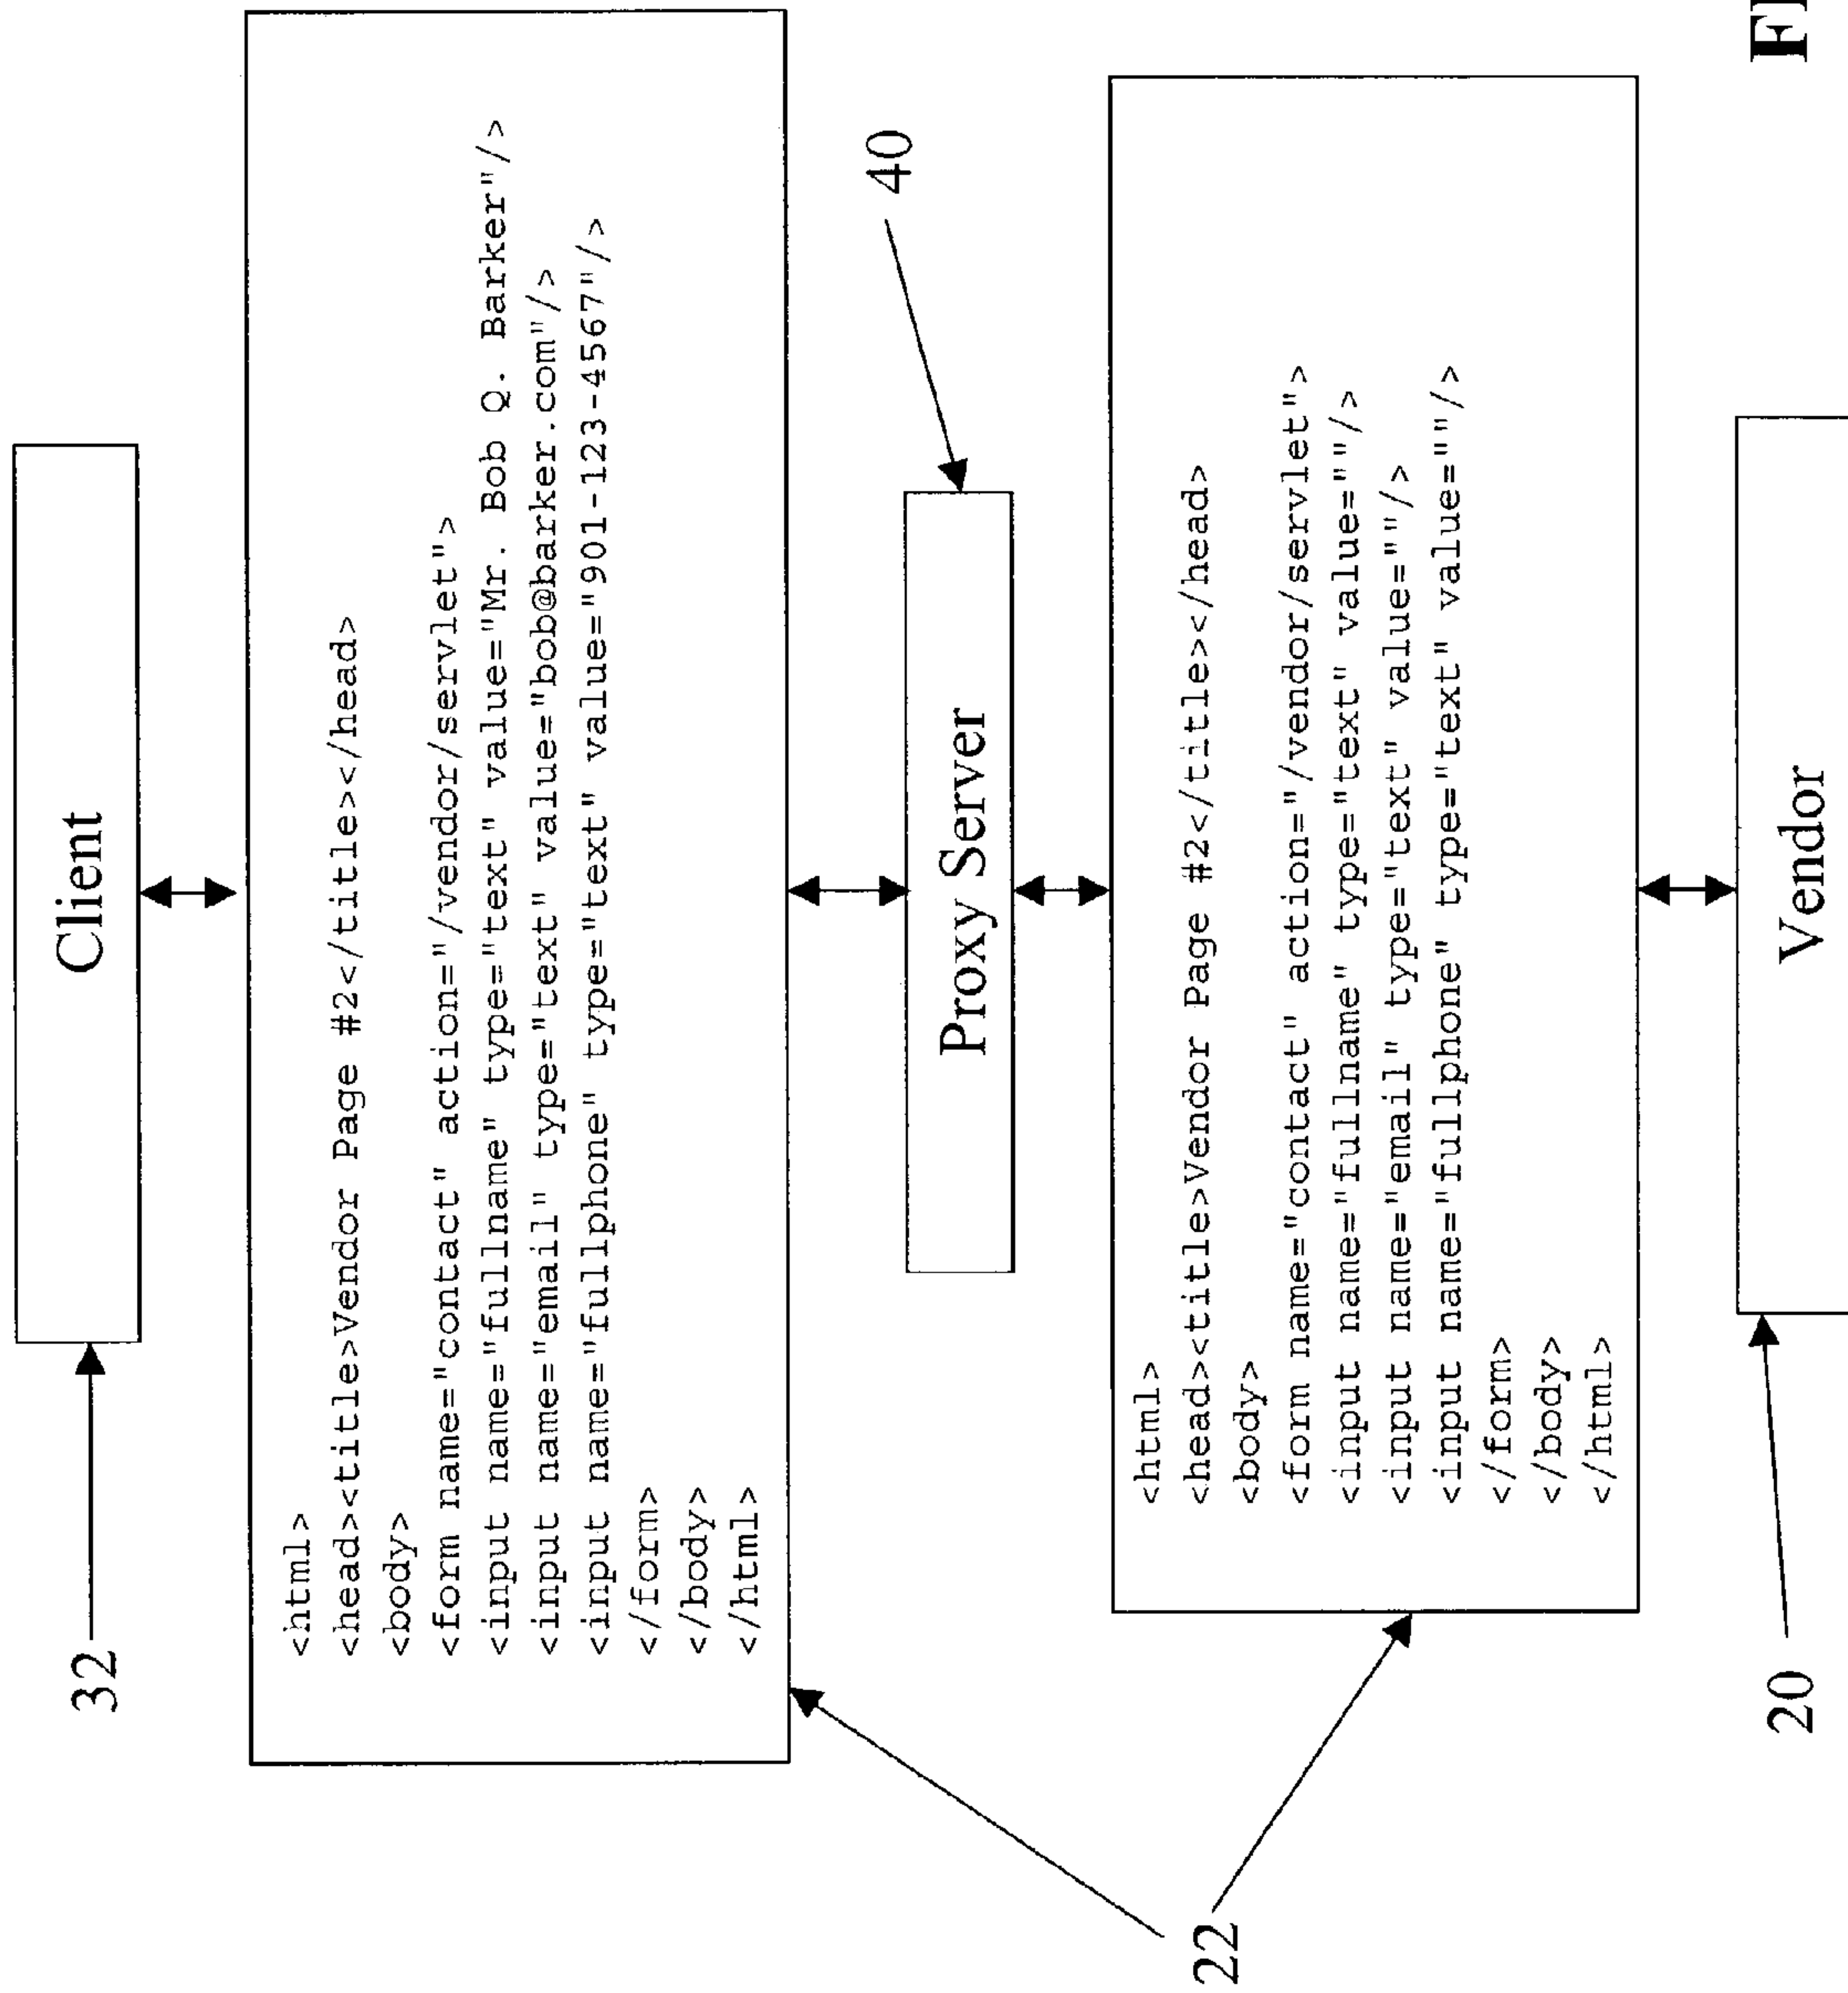 32
Client
<html>
<head><title>Vendor Page #2</title></head>
<body>
<form name="contact" action="/vendor/servlet">
<input name="fullname" type="text" value="Mr. Bob Q. Barker"/>
<input name="email" type="text" value="bob@barker.com"/>
<input name="fullphone" type="text" value="901-123-4567"/>
</form>
</body>
</html>
Proxy Server
40
22
<html>
<head><title>Vendor Page #2</title></head>
<body>
<form name="contact" action="/vendor/servlet">
<input name="fullname" type="text" value=""/>
<input name="email" type="text" value=""/>
<input name="fullphone" type="text" value=""/>
</form>
</body>
</html>
20
Vendor